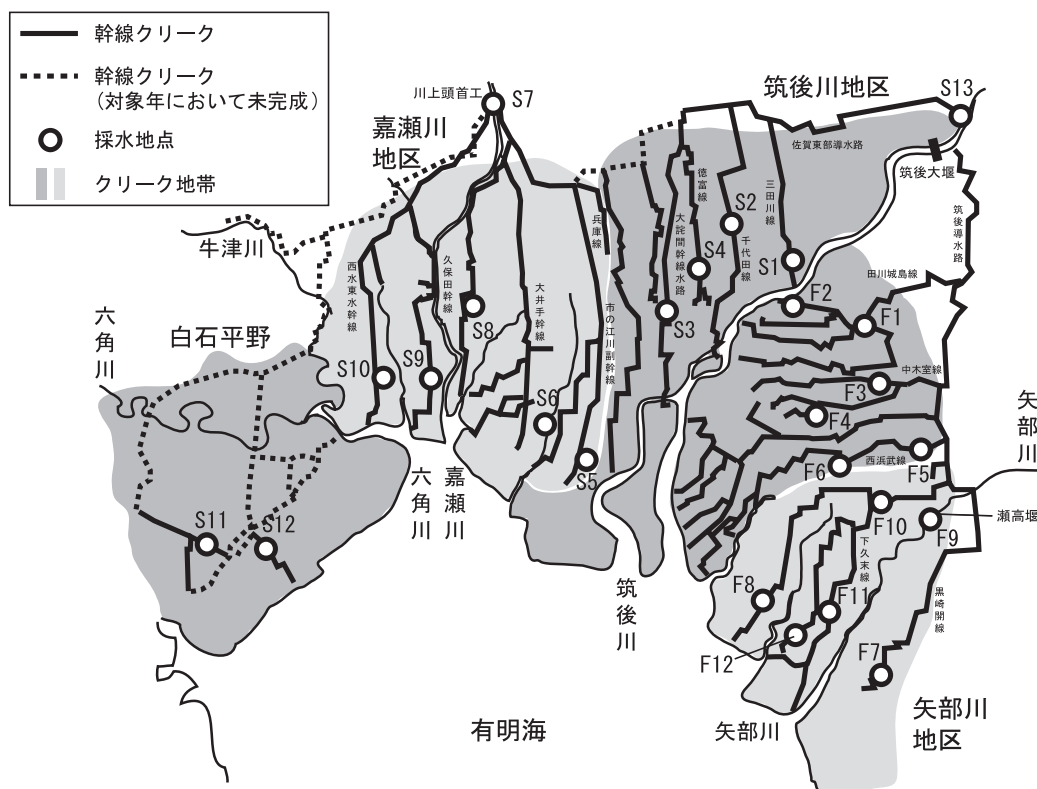 幹線クリーク
幹線クリーク
(対象年において未完成)
採水地点
クリーク地帯
川上頭首工
S7
嘉瀬川
地区
筑後川地区
S13
佐賀東部導水路
筑後大堰
筑後導水路
牛津川
六角川
白石平野
西水東水幹線
久保田幹線
大井手幹線
兵庫線
市の江川副幹線
大詫間幹線水路
徳富線
千代田線
三田川線
S2
S4
S1
S3
F2
F1
田川城島線
中木室線
F3
F4
S8
S9
S10
S6
S5
F6
西浜武線
F5
矢部川
F10
F9
瀬高堰
六角川
嘉瀬川
S11
S12
筑後川
F8
F11
下久末線
黒崎開線
F12
F7
有明海
矢部川
矢部川
地区